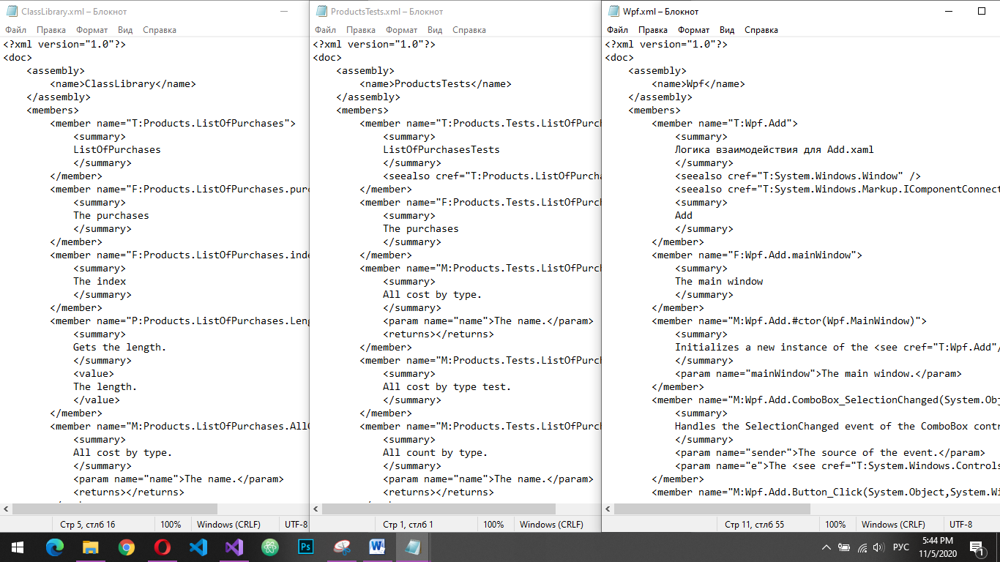 ClassLibrary.xml – Блокнот
Файл Правка Формат Вид Справка
<?xml version="1.0"?>
<doc>
<assembly>
<name>ClassLibrary</name>
</assembly>
<members>
<member name="T:Products.ListOfPurchases">
<summary>
ListOfPurchases
</summary>
</member>
<member name="F:Products.ListOfPurchases.purc
<summary>
The purchases
</summary>
</member>
<member name="F:Products.ListOfPurchases.inde
<summary>
The index
</summary>
</member>
<member name="P:Products.ListOfPurchases.Leng
<summary>
Gets the length.
</summary>
<value>
The length.
</value>
</member>
<member name="M:Products.ListOfPurchases.AllC
<summary>
All cost by type.
</summary>
<param name="name">The name.</param>
<returns></returns>
Стр 5, стлб 16 100% Windows (CRLF) UTF-8
ProductsTests.xml – Блокнот
Файл Правка Формат Вид Справка
<?xml version="1.0"?>
<doc>
<assembly>
<name>ProductsTests</name>
</assembly>
<members>
<member name="T:Products.Tests.ListOfPurch
<summary>
ListOfPurchasesTests
</summary>
<seealso cref="T:Products.ListOfPurcha
</member>
<member name="F:Products.Tests.ListOfPurch
<summary>
The purchases
</summary>
</member>
<member name="M:Products.Tests.ListOfPurch
<summary>
All cost by type.
</summary>
<param name="name">The name.</param>
<returns></returns>
</member>
<member name="M:Products.Tests.ListOfPurch
<summary>
All cost by type test.
</summary>
</member>
<member name="M:Products.Tests.ListOfPurch
<summary>
All count by type.
</summary>
<param name="name">The name.</param>
<returns></returns>
Стр 1, стлб 1 100% Windows (CRLF)
Wpf.xml – Блокнот
Файл Правка Формат Вид Справка
<?xml version="1.0"?>
<doc>
<assembly>
<name>Wpf</name>
</assembly>
<members>
<member name="T:Wpf.Add">
<summary>
Логика взаимодействия для Add.xaml
</summary>
<seealso cref="T:System.Windows.Window" />
<seealso cref="T:System.Windows.Markup.IComponentConnect
<summary>
Add
</summary>
</member>
<member name="F:Wpf.Add.mainWindow">
<summary>
The main window
</summary>
</member>
<member name="M:Wpf.Add.#ctor(Wpf.MainWindow)">
<summary>
Initializes a new instance of the <see cref="T:Wpf.Add"/
</summary>
<param name="mainWindow">The main window.</param>
</member>
<member name="M:Wpf.Add.ComboBox_SelectionChanged(System.Obj
<summary>
Handles the SelectionChanged event of the ComboBox contr
</summary>
<param name="sender">The source of the event.</param>
<param name="e">The <see cref="T:System.Windows.Controls
</member>
<member name="M:Wpf.Add.Button_Click(System.Object,System.Wi
Стр 11, стлб 55 100% Windows (CRLF) UTF-8
Ps
W
РУС
5:44 PM
11/5/2020
1